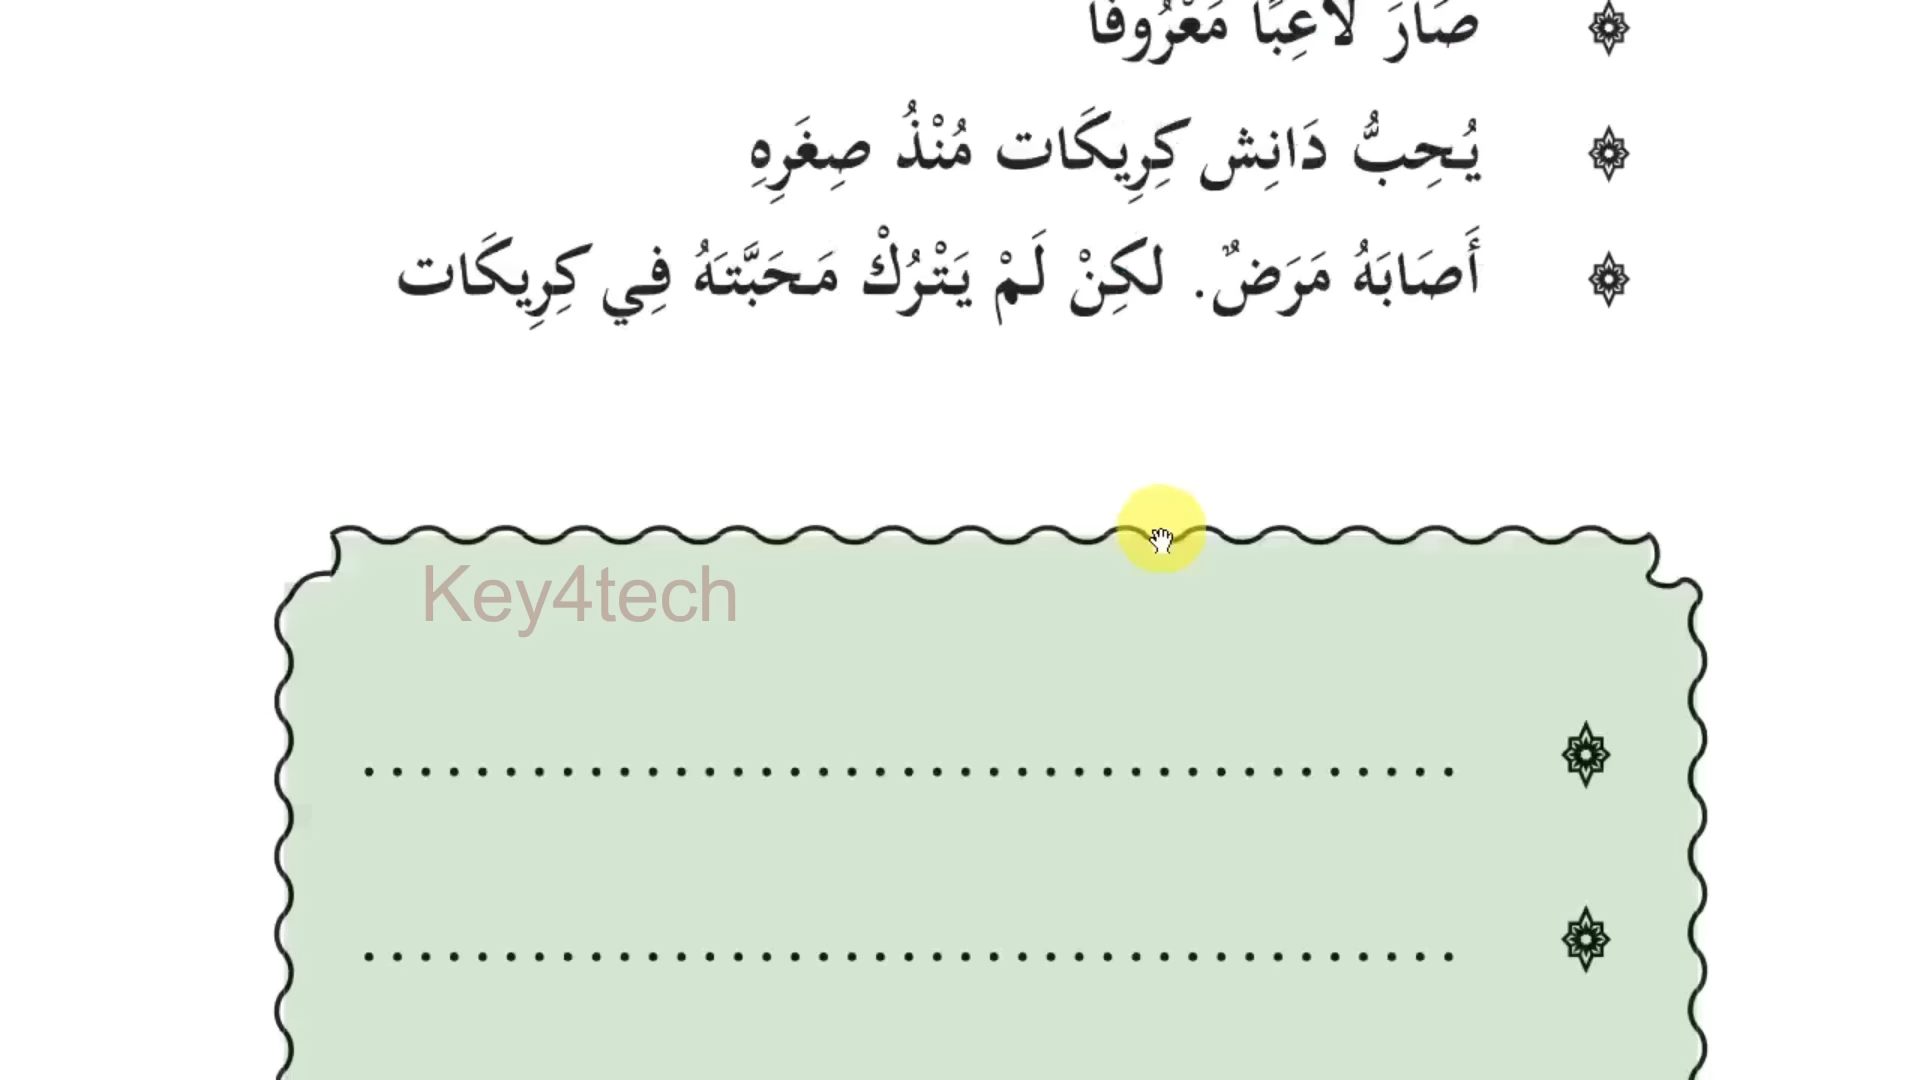 صَارَ لَاعِبًا مَعْرُوفًا
يُحِبُّ دَانِش كِرِيكَات مُنْذُ صِغَرِهِ
أَصَابَهُ مَرَضٌ. لكِنْ لَمْ يَتْرُكْ مَحَبَّتَهُ فِي كِرِيكَات
Key4tech